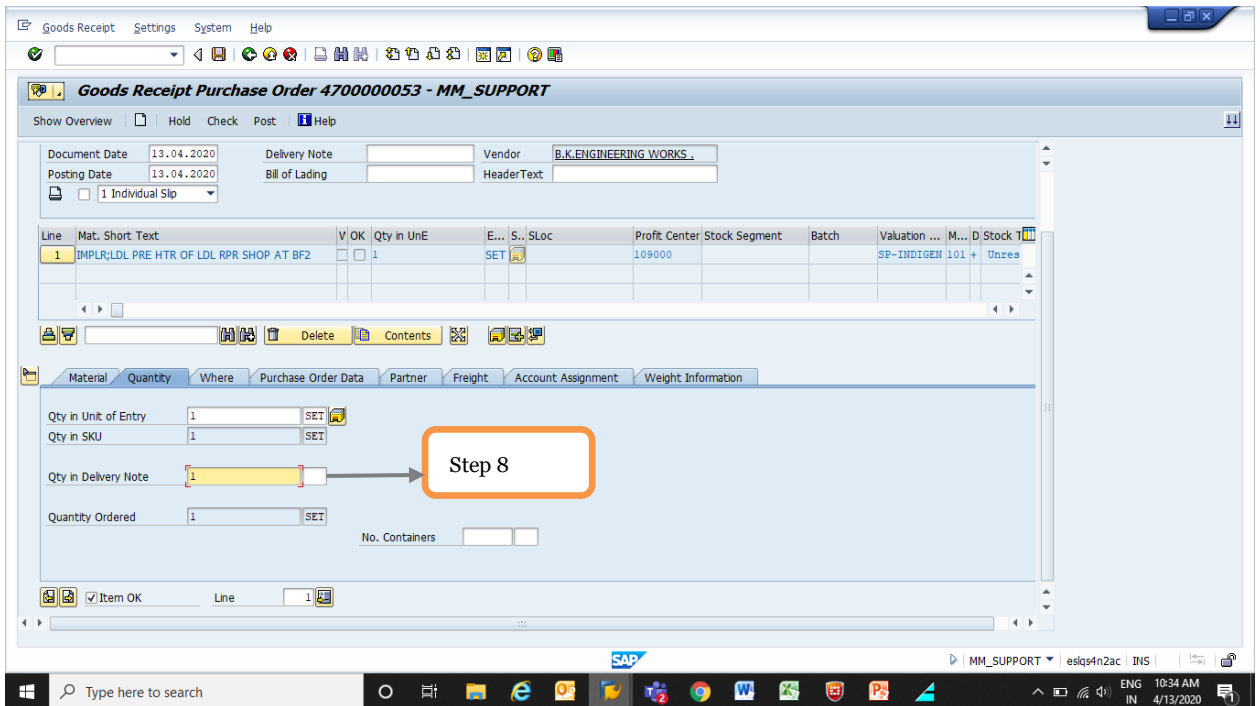 Goods Receipt Settings System Help
Goods Receipt Purchase Order 4700000053 - MM_SUPPORT
Show Overview Hold Check Post Help
Document Date 13.04.2020 Delivery Note Vendor B.K.ENGINEERING WORKS .
Posting Date 13.04.2020 Bill of Lading HeaderText
1 Individual Slip
Line Mat. Short Text V OK Qty in UnE E... S.. SLoc Profit Center Stock Segment Batch Valuation ... M... D Stock T
1 IMPLR;LDL PRE HTR OF LDL RPR SHOP AT BF2 1 SET 109000 SP-INDIGEN 101 + Unres
Delete Contents
Material Quantity Where Purchase Order Data Partner Freight Account Assignment Weight Information
Qty in Unit of Entry 1 SET
Qty in SKU 1 SET
Step 8
Qty in Delivery Note 1
Quantity Ordered 1 SET
No. Containers
Item OK Line 1
SAP MM_SUPPORT eslqs4n2ac INS
Type here to search ENG 10:34 AM
IN 4/13/2020